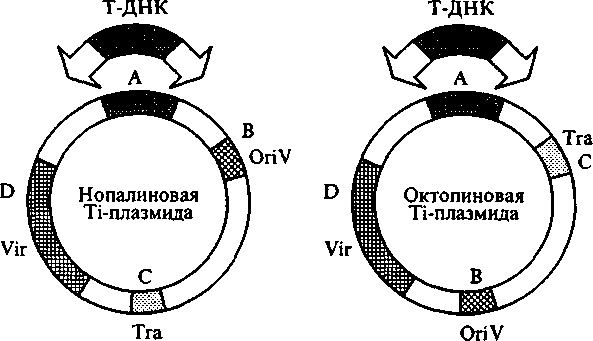 Т-ДНК
A
B
OriV
D
Нопалиновая
Ti-плазмида
Vir
C
Tra
Т-ДНК
A
Tra
C
D
Октопиновая
Ti-плазмида
Vir
B
OriV